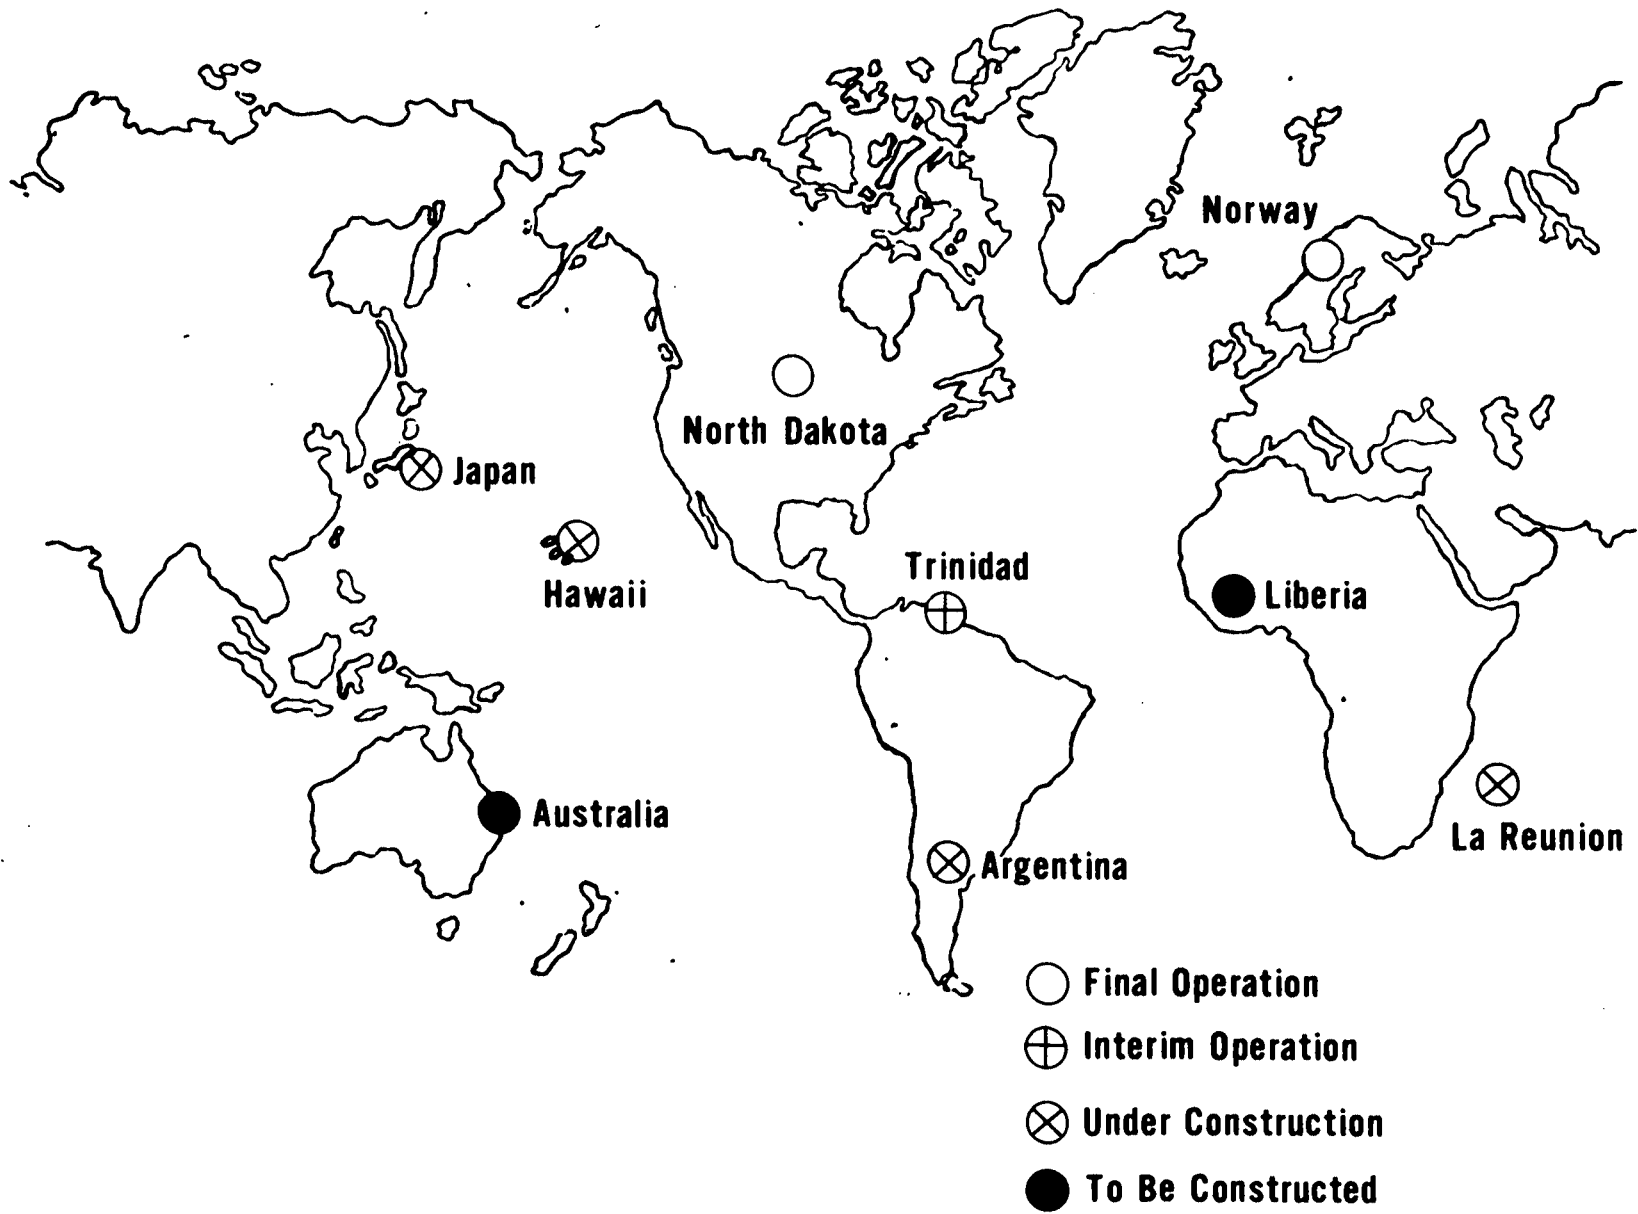 Norway
North Dakota
Japan
Hawaii
Trinidad
Liberia
Australia
La Reunion
Argentina
Final Operation
Interim Operation
Under Construction
To Be Constructed